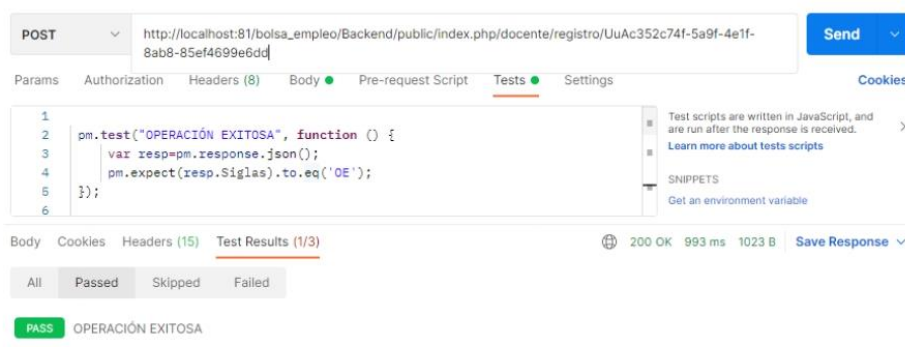 POST
http://localhost:81/bolsa_empleo/Backend/public/index.php/docente/registro/UuAc352c74f-5a9f-4e1f-
8ab8-85ef4699e6dd
Send
Params Authorization Headers (8) Body Pre-request Script Tests Settings Cookies
1
2 pm.test("OPERACIÓN EXITOSA", function () {
3 var resp=pm.response.json();
4 pm.expect(resp.Siglas).to.eq('OE');
5 });
6
Test scripts are written in JavaScript, and
are run after the response is received.
Learn more about tests scripts
SNIPPETS
Get an environment variable
Body Cookies Headers (15) Test Results (1/3) 200 OK 993 ms 1023 B Save Response
All Passed Skipped Failed
PASS OPERACIÓN EXITOSA